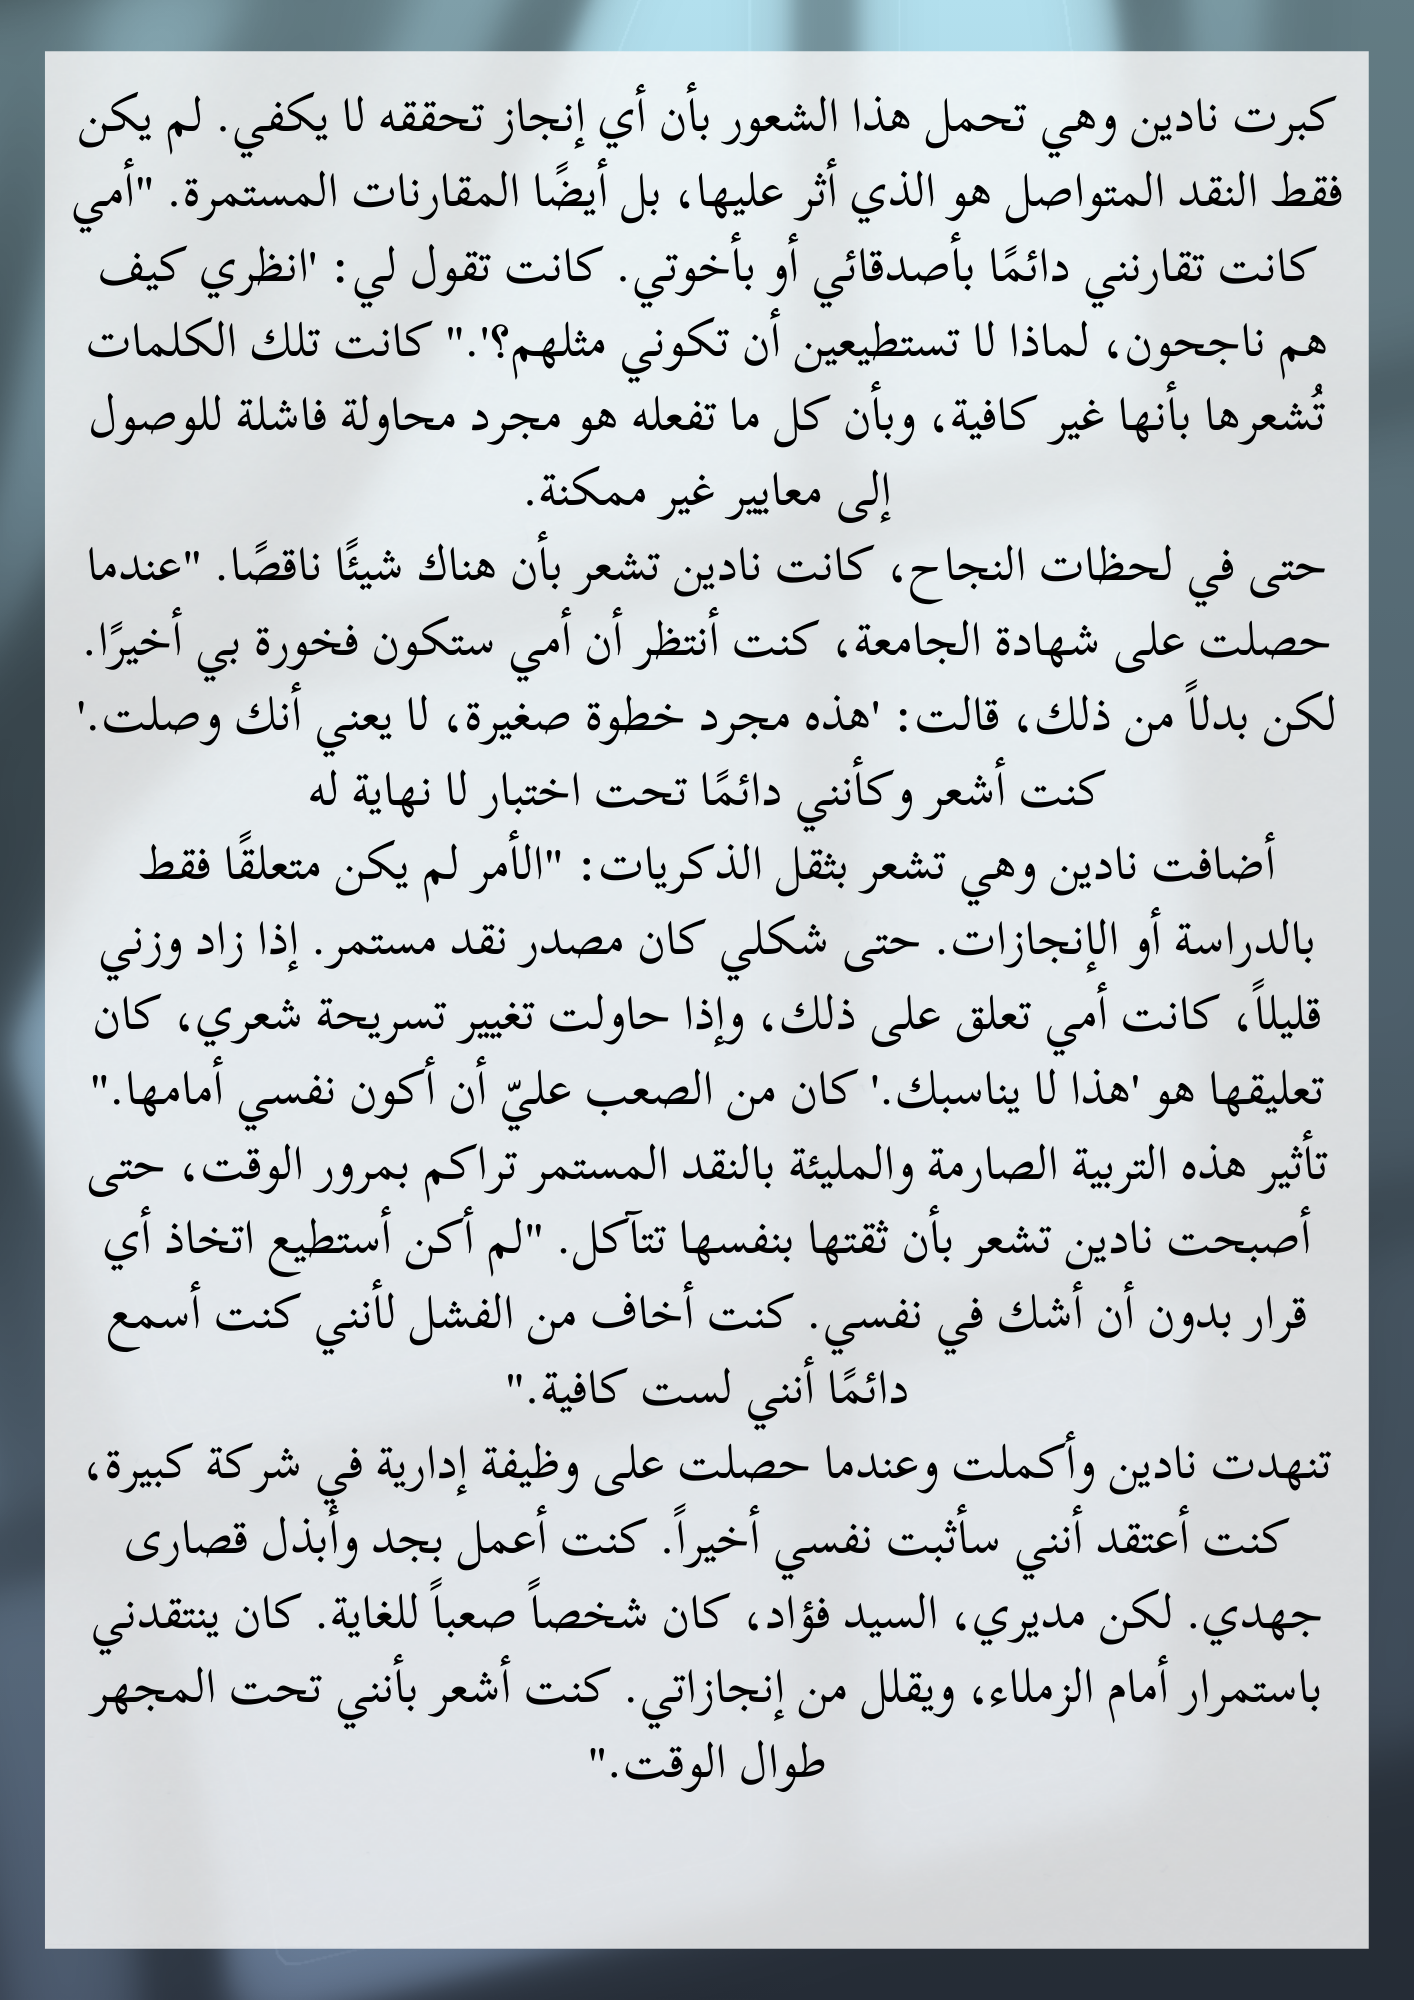 كبرت نادين وهي تحمل هذا الشعور بأن أي إنجاز تحققه لا يكفي. لم يكن
فقط النقد المتواصل هو الذي أثر عليها، بل أيضًا المقارنات المستمرة. "أمي
كانت تقارنني دائمًا بأصدقائي أو بأخوتي. كانت تقول لي: 'انظري كيف
هم ناجحون، لماذا لا تستطيعين أن تكوني مثلهم؟'." كانت تلك الكلمات
تُشعرها بأنها غير كافية، وبأن كل ما تفعله هو مجرد محاولة فاشلة للوصول
إلى معايير غير ممكنة.
حتى في لحظات النجاح، كانت نادين تشعر بأن هناك شيئًا ناقصًا. "عندما
حصلت على شهادة الجامعة، كنت أنتظر أن أمي ستكون فخورة بي أخيرًا.
لكن بدلاً من ذلك، قالت: 'هذه مجرد خطوة صغيرة، لا يعني أنك وصلت.'
كنت أشعر وكأنني دائمًا تحت اختبار لا نهاية له
أضافت نادين وهي تشعر بثقل الذكريات: "الأمر لم يكن متعلقًا فقط
بالدراسة أو الإنجازات. حتى شكلي كان مصدر نقد مستمر. إذا زاد وزني
قليلاً، كانت أمي تعلق على ذلك، وإذا حاولت تغيير تسريحة شعري، كان
تعليقها هو 'هذا لا يناسبك.' كان من الصعب عليّ أن أكون نفسي أمامها."
تأثير هذه التربية الصارمة والمليئة بالنقد المستمر تراكم بمرور الوقت، حتى
أصبحت نادين تشعر بأن ثقتها بنفسها تتآكل. "لم أكن أستطيع اتخاذ أي
قرار بدون أن أشك في نفسي. كنت أخاف من الفشل لأنني كنت أسمع
دائمًا أنني لست كافية."
تنهدت نادين وأكملت وعندما حصلت على وظيفة إدارية في شركة كبيرة،
كنت أعتقد أنني سأثبت نفسي أخيراً. كنت أعمل بجد وأبذل قصارى
جهدي. لكن مديري، السيد فؤاد، كان شخصاً صعباً للغاية. كان ينتقدني
باستمرار أمام الزملاء، ويقلل من إنجازاتي. كنت أشعر بأنني تحت المجهر
طوال الوقت."